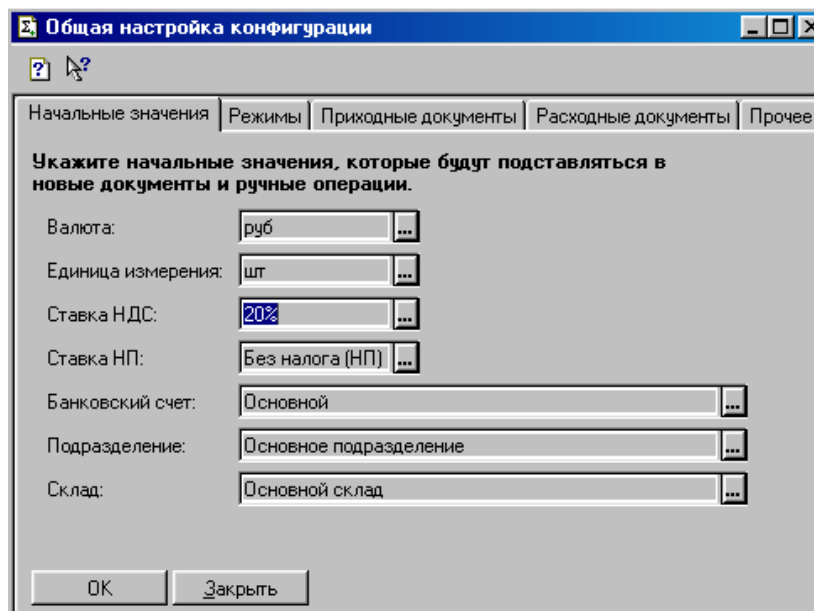 Общая настройка конфигурации
Начальные значения Режимы Приходные документы Расходные документы Прочее
Укажите начальные значения, которые будут подставляться в
новые документы и ручные операции.
Валюта: руб ...
Единица измерения: шт ...
Ставка НДС: 20% ...
Ставка НП: Без налога (НП) ...
Банковский счет: Основной ...
Подразделение: Основное подразделение ...
Склад: Основной склад ...
OK Закрыть